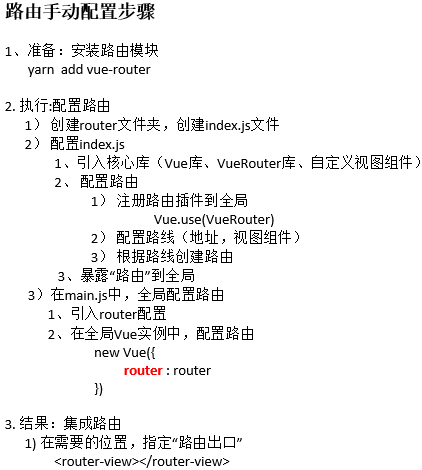 路由手动配置步骤
1、准备：安装路由模块
yarn add vue-router
2. 执行:配置路由
1） 创建router文件夹，创建index.js文件
2） 配置index.js
1、引入核心库（Vue库、VueRouter库、自定义视图组件）
2、 配置路由
1） 注册路由插件到全局
Vue.use(VueRouter)
2） 配置路线（地址，视图组件）
3） 根据路线创建路由
3、暴露“路由”到全局
3）在main.js中，全局配置路由
1、引入router配置
2、在全局Vue实例中，配置路由
new Vue({
router : router
})
3. 结果：集成路由
1) 在需要的位置，指定“路由出口”
<router-view></router-view>